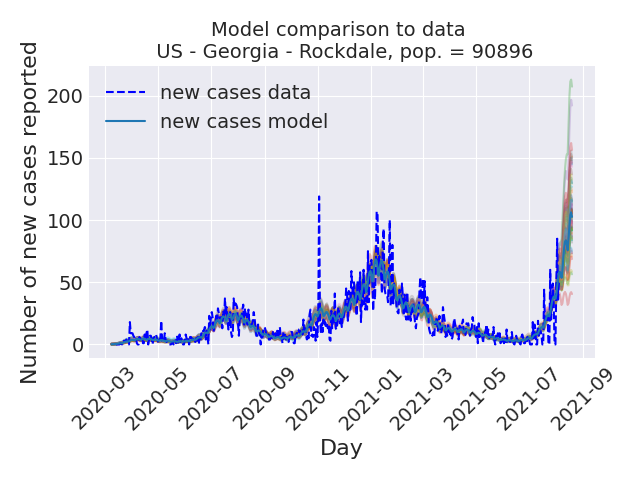 Model comparison to data
US - Georgia - Rockdale, pop. = 90896
Number of new cases reported
200
150
100
50
0
new cases data
new cases model
2020-03
2020-05
2020-07
2020-09
2020-11
2021-01
2021-03
2021-05
2021-07
2021-09
Day